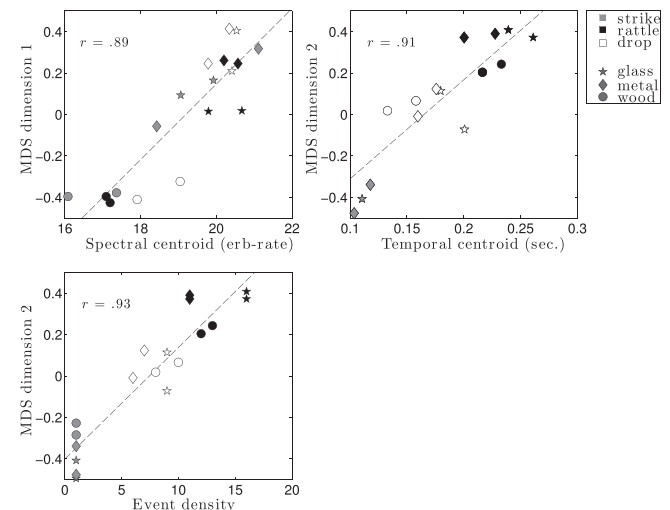 0.4
0.2
0
−0.2
−0.4
MDS dimension 1
r = .89
16
18
20
22
Spectral centroid (erb-rate)
0.4
0.2
0
−0.2
−0.4
MDS dimension 2
r = .91
0.1
0.15
0.2
0.25
0.3
Temporal centroid (sec.)
strike
rattle
drop
glass
metal
wood
0.4
0.2
0
−0.2
−0.4
MDS dimension 2
r = .93
0
5
10
15
20
Event density